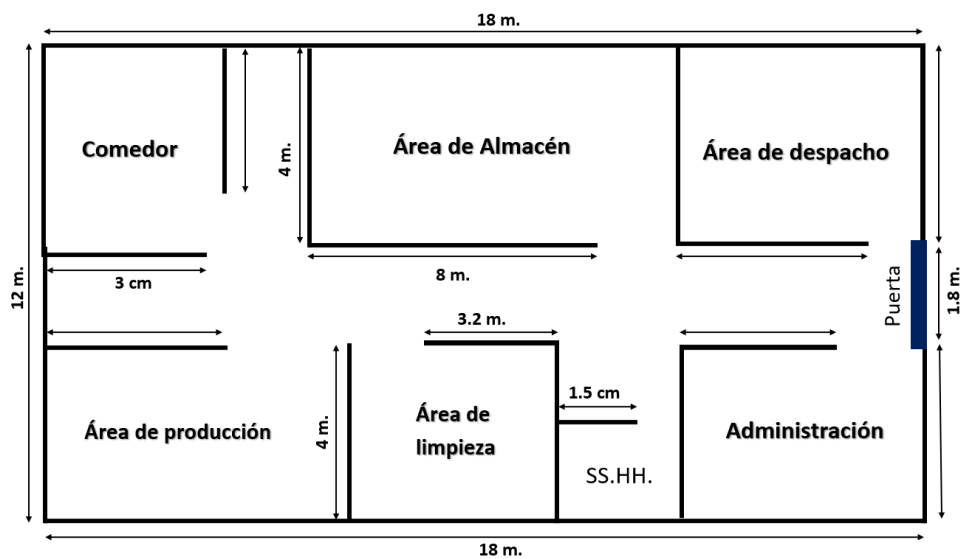 18 m.
Comedor
4 m.
Área de Almacén
Área de despacho
12 m.
3 cm
8 m.
Puerta
1.8 m.
3.2 m.
Área de producción
4 m.
Área de
limpieza
1.5 cm
SS.HH.
Administración
18 m.